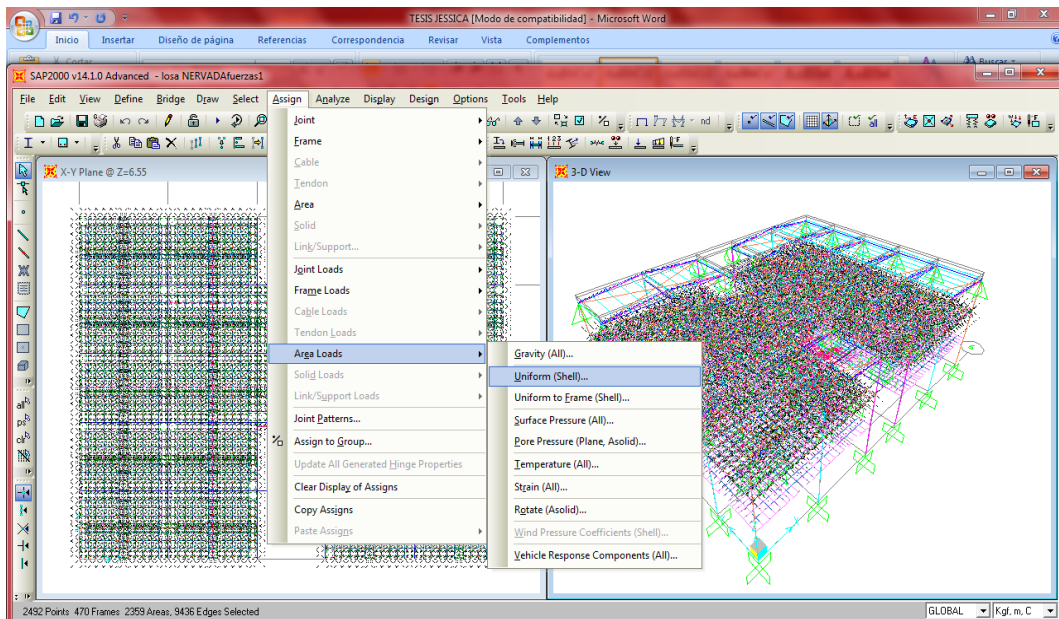 TESIS JESSICA [Modo de compatibilidad] - Microsoft Word
Inicio Insertar Diseño de página Referencias Correspondencia Revisar Vista Complementos
Cortar Buscar
SAP2000 v14.1.0 Advanced - losa NERVADAfuerzas1
File Edit View Define Bridge Draw Select Assign Analyze Display Design Options Tools Help
nd
X-Y Plane @ Z=6.55
3-D View
Joint
Frame
Cable
Tendon
Area
Solid
Link/Support...
Joint Loads
Frame Loads
Cable Loads
Tendon Loads
Area Loads
Solid Loads
Link/Support Loads
Joint Patterns...
Assign to Group...
Update All Generated Hinge Properties
Clear Display of Assigns
Copy Assigns
Paste Assigns
Gravity (All)...
Uniform (Shell)...
Uniform to Frame (Shell)...
Surface Pressure (All)...
Pore Pressure (Plane, Asolid)...
Temperature (All)...
Strain (All)...
Rotate (Asolid)...
Wind Pressure Coefficients (Shell)...
Vehicle Response Components (All)...
all
ps
clr
2492 Points 470 Frames 2359 Areas, 9436 Edges Selected
GLOBAL Kgf, m, C